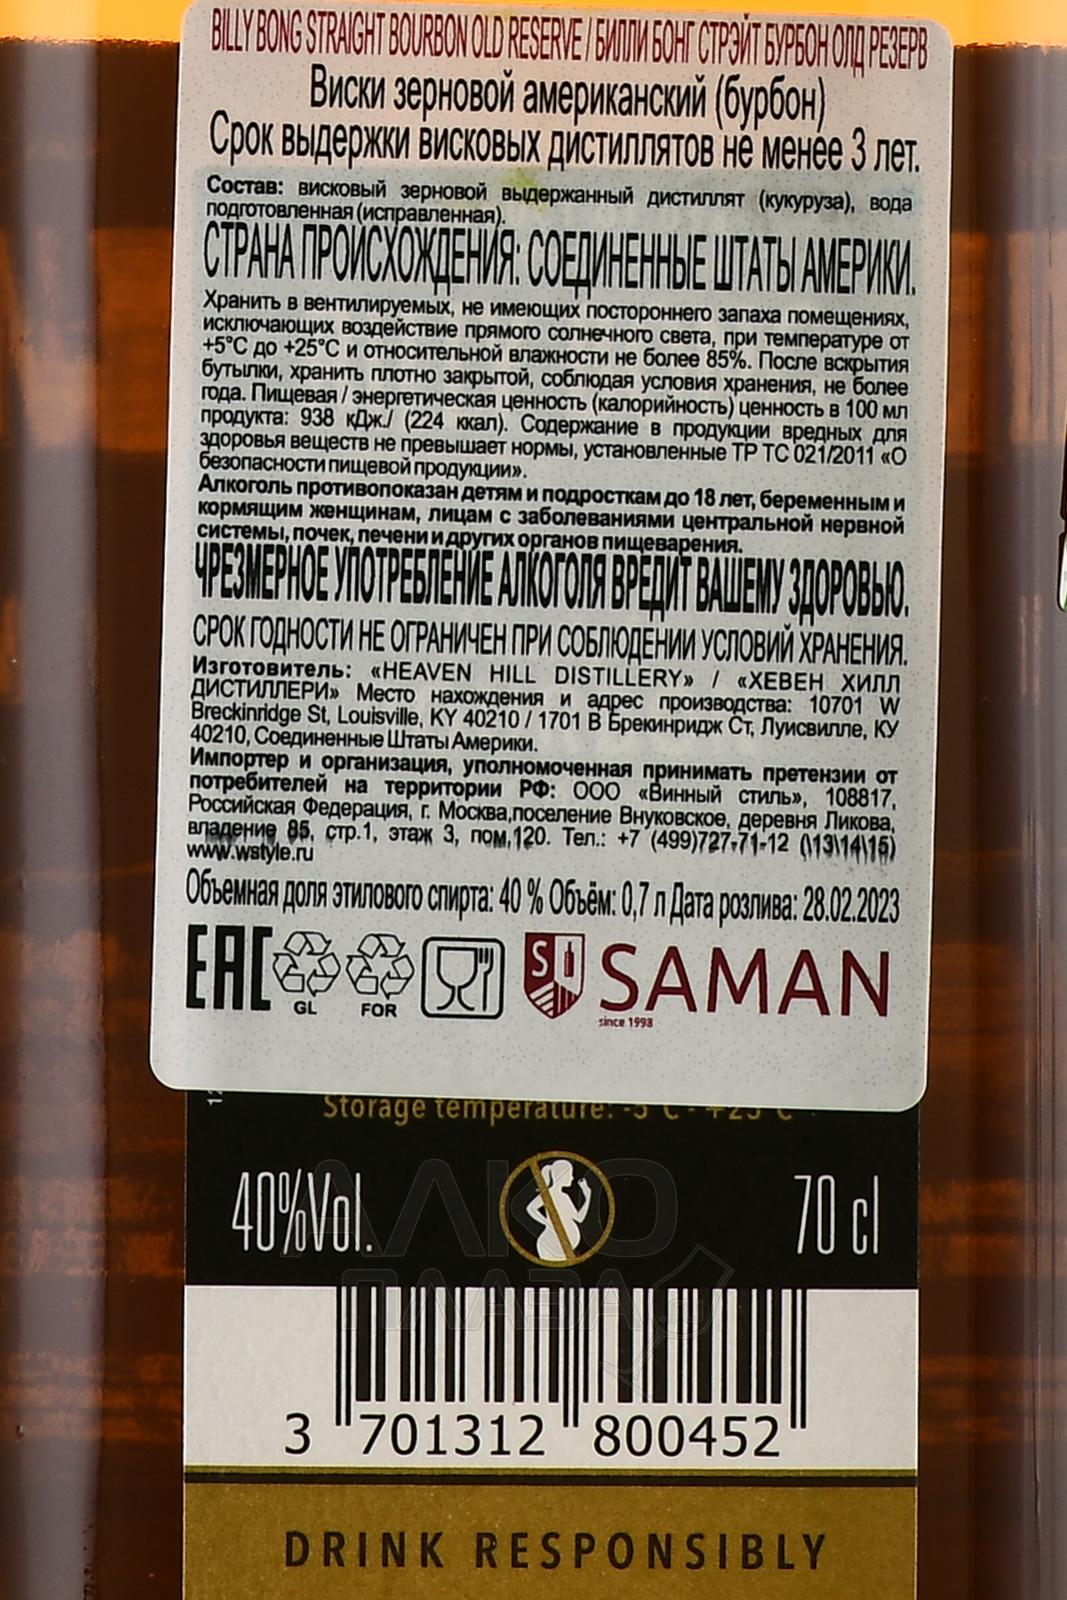 BILLY BONG STRAIGHT BOURBON OLD RESERVE / БИЛЛИ БОНГ СТРЭЙТ БУРБОН ОЛД РЕЗЕРВ
Виски зерновой американский (бурбон)
Срок выдержки висковых дистиллятов не менее 3 лет.
Состав: висковый зерновой выдержанный дистиллят (кукуруза), вода
подготовленная (исправленная).
СТРАНА ПРОИСХОЖДЕНИЯ: СОЕДИНЕННЫЕ ШТАТЫ АМЕРИКИ.
Хранить в вентилируемых, не имеющих постороннего запаха помещениях,
исключающих воздействие прямого солнечного света, при температуре от
+5°С до +25°С и относительной влажности не более 85%. После вскрытия
бутылки, хранить плотно закрытой, соблюдая условия хранения, не более
года. Пищевая / энергетическая ценность (калорийность) ценность в 100 мл
продукта: 938 кДж./ (224 ккал). Содержание в продукции вредных для
здоровья веществ не превышает нормы, установленные ТР ТС 021/2011 «О
безопасности пищевой продукции».
Алкоголь противопоказан детям и подросткам до 18 лет, беременным и
кормящим женщинам, лицам с заболеваниями центральной нервной
системы, почек, печени и других органов пищеварения.
ЧРЕЗМЕРНОЕ УПОТРЕБЛЕНИЕ АЛКОГОЛЯ ВРЕДИТ ВАШЕМУ ЗДОРОВЬЮ.
СРОК ГОДНОСТИ НЕ ОГРАНИЧЕН ПРИ СОБЛЮДЕНИИ УСЛОВИЙ ХРАНЕНИЯ.
Изготовитель: «HEAVEN HILL DISTILLERY» / «ХЕВЕН ХИЛЛ
ДИСТИЛЛЕРИ» Место нахождения и адрес производства: 10701 W
Breckinridge St, Louisville, KY 40210 / 1701 В Брекинридж Ст, Луисвилле, КУ
40210, Соединенные Штаты Америки.
Импортер и организация, уполномоченная принимать претензии от
потребителей на территории РФ: ООО «Винный стиль», 108817,
Российская Федерация, г. Москва,поселение Внуковское, деревня Ликова,
владение 85, стр.1, этаж 3, пом,120. Тел.: +7 (499)727-71-12 (\13\14\15)
www.wstyle.ru
Объемная доля этилового спирта: 40 % Объём: 0,7 л Дата розлива: 28.02.2023
EAC GL FOR SAMAN
since 1998
Storage temperature: -5°C - +25°C
40%Vol. 70 cl
АЛКО
ПЛАЗА
3 701312 800452
DRINK RESPONSIBLY